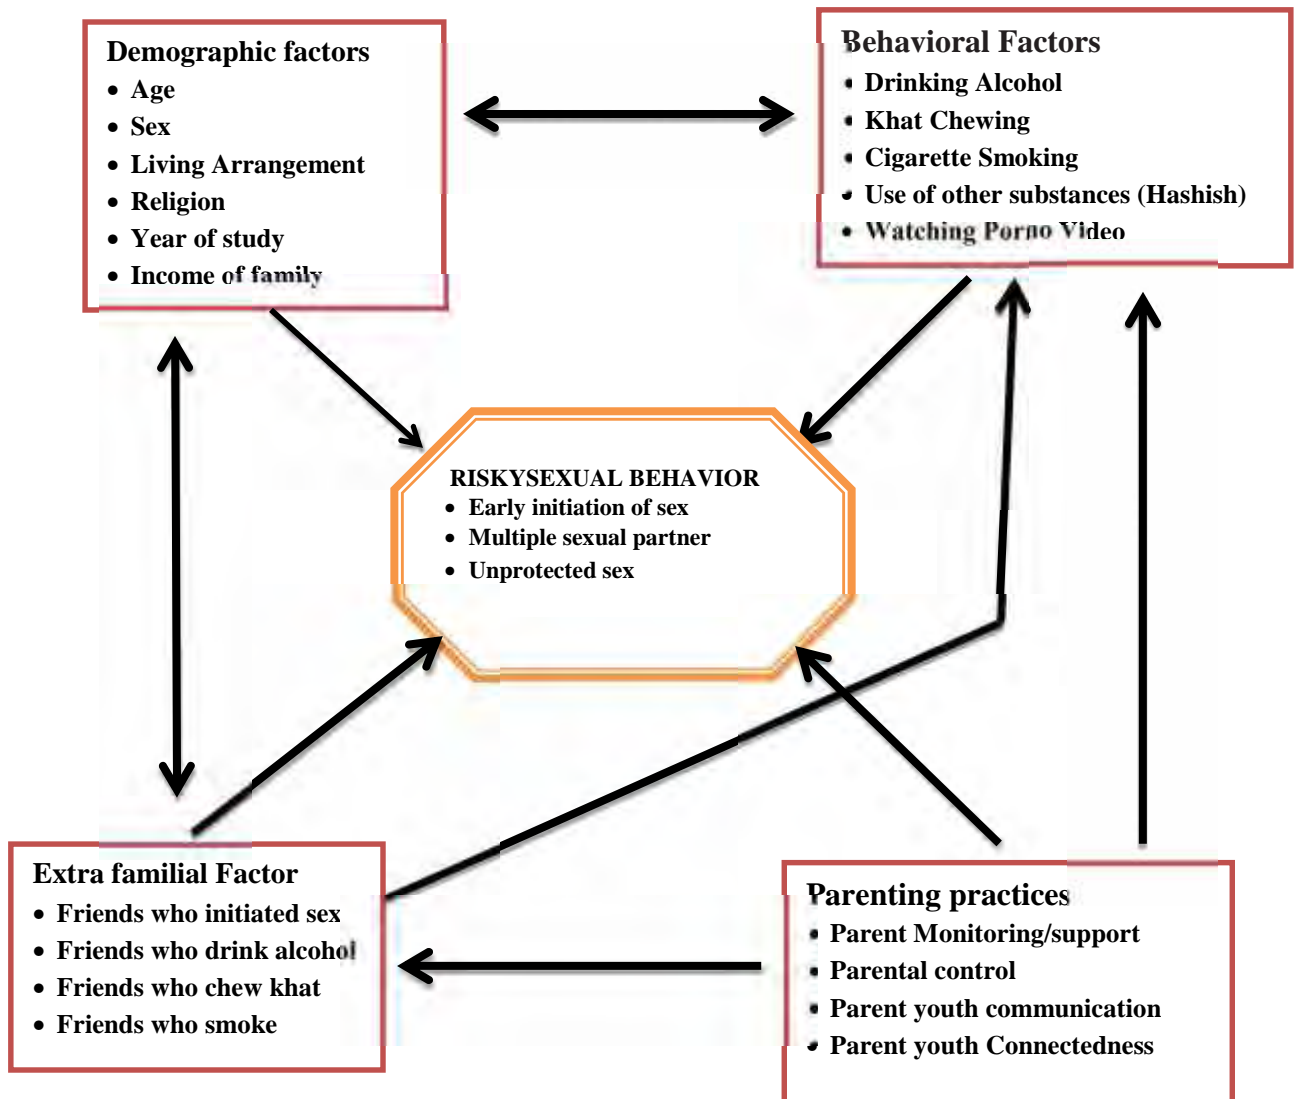 Demographic factors
• Age
• Sex
• Living Arrangement
• Religion
• Year of study
• Income of family
Behavioral Factors
• Drinking Alcohol
• Khat Chewing
• Cigarette Smoking
• Use of other substances (Hashish)
• Watching Porno Video
RISKYSEXUAL BEHAVIOR
• Early initiation of sex
• Multiple sexual partner
• Unprotected sex
Extra familial Factor
• Friends who initiated sex
• Friends who drink alcohol
• Friends who chew khat
• Friends who smoke
Parenting practices
• Parent Monitoring/support
• Parental control
• Parent youth communication
• Parent youth Connectedness